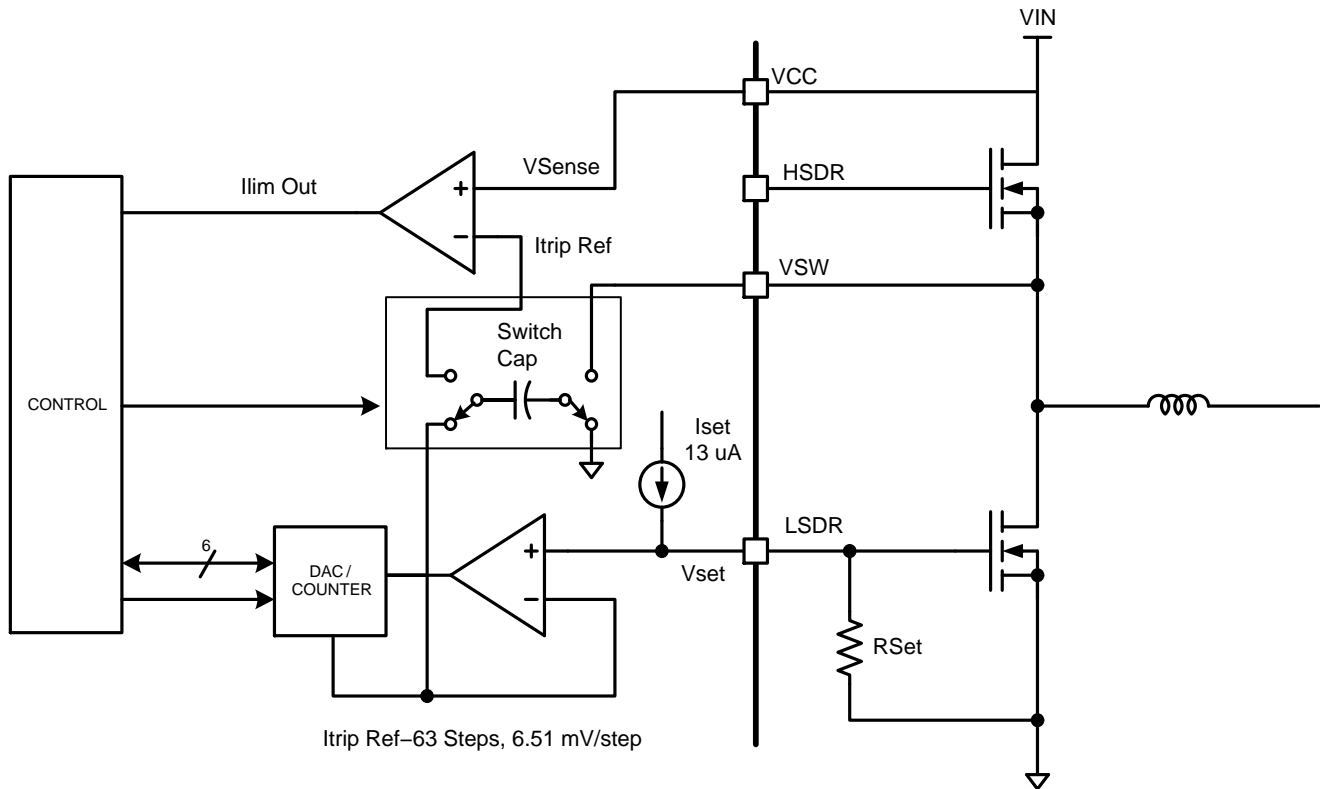 VIN
VCC
VSense
HSDR
Ilim Out
Itrip Ref
VSW
Switch
Cap
CONTROL
Iset
13 uA
LSDR
6
Vset
DAC /
COUNTER
RSet
Itrip Ref−63 Steps, 6.51 mV/step